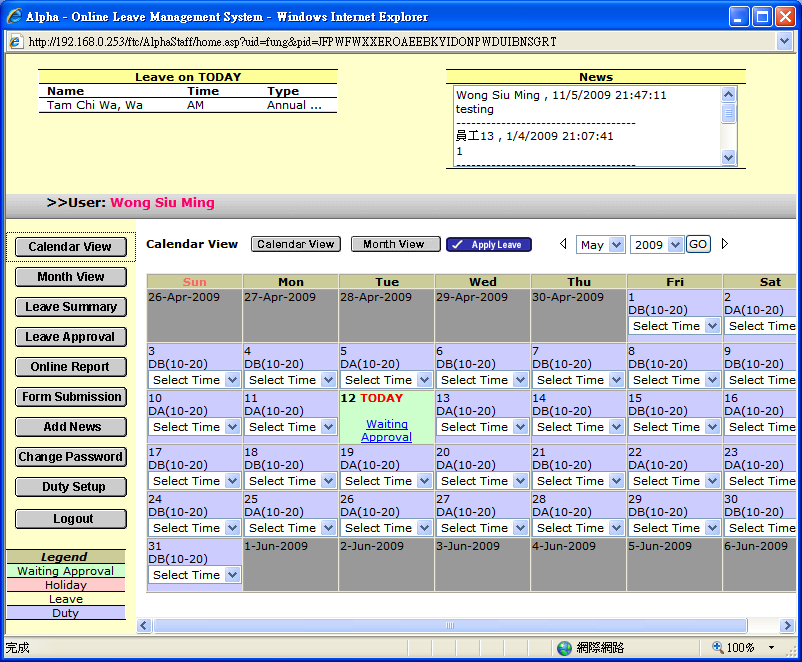 Alpha - Online Leave Management System - Windows Internet Explorer
http://192.168.0.253/ftc/AlphaStaff/home.asp?uid=fung&pid=JFPWFWXXEROAEEBKYIDONPWDUIBNSGRT
Leave on TODAY
Name Time Type
Tam Chi Wa, Wa AM Annual ...
News
Wong Siu Ming , 11/5/2009 21:47:11
testing
------------------------------------
員工13 , 1/4/2009 21:07:41
1
------------------------------------
>>User: Wong Siu Ming
Calendar View
Month View
Leave Summary
Leave Approval
Online Report
Form Submission
Add News
Change Password
Duty Setup
Logout
Legend
Waiting Approval
Holiday
Leave
Duty
Calendar View Calendar View Month View Apply Leave May 2009 GO
Sun Mon Tue Wed Thu Fri Sat
26-Apr-2009 27-Apr-2009 28-Apr-2009 29-Apr-2009 30-Apr-2009 1 2
DB(10-20) DA(10-20)
Select Time Select Time
3 4 5 6 7 8 9
DB(10-20) DB(10-20) DA(10-20) DB(10-20) DB(10-20) DB(10-20) DB(10-20)
Select Time Select Time Select Time Select Time Select Time Select Time Select Time
10 11 12 TODAY 13 14 15 16
DA(10-20) DA(10-20) DA(10-20) DB(10-20) DB(10-20) DA(10-20)
Waiting
Select Time Select Time Select Time Select Time Select Time Select Time
Approval
17 18 19 20 21 22 23
DB(10-20) DB(10-20) DA(10-20) DA(10-20) DB(10-20) DA(10-20) DA(10-20)
Select Time Select Time Select Time Select Time Select Time Select Time Select Time
24 25 26 27 28 29 30
DB(10-20) DA(10-20) DA(10-20) DA(10-20) DA(10-20) DB(10-20) DB(10-20)
Select Time Select Time Select Time Select Time Select Time Select Time Select Time
31 1-Jun-2009 2-Jun-2009 3-Jun-2009 4-Jun-2009 5-Jun-2009 6-Jun-2009
DB(10-20)
Select Time
完成 網際網路 100%